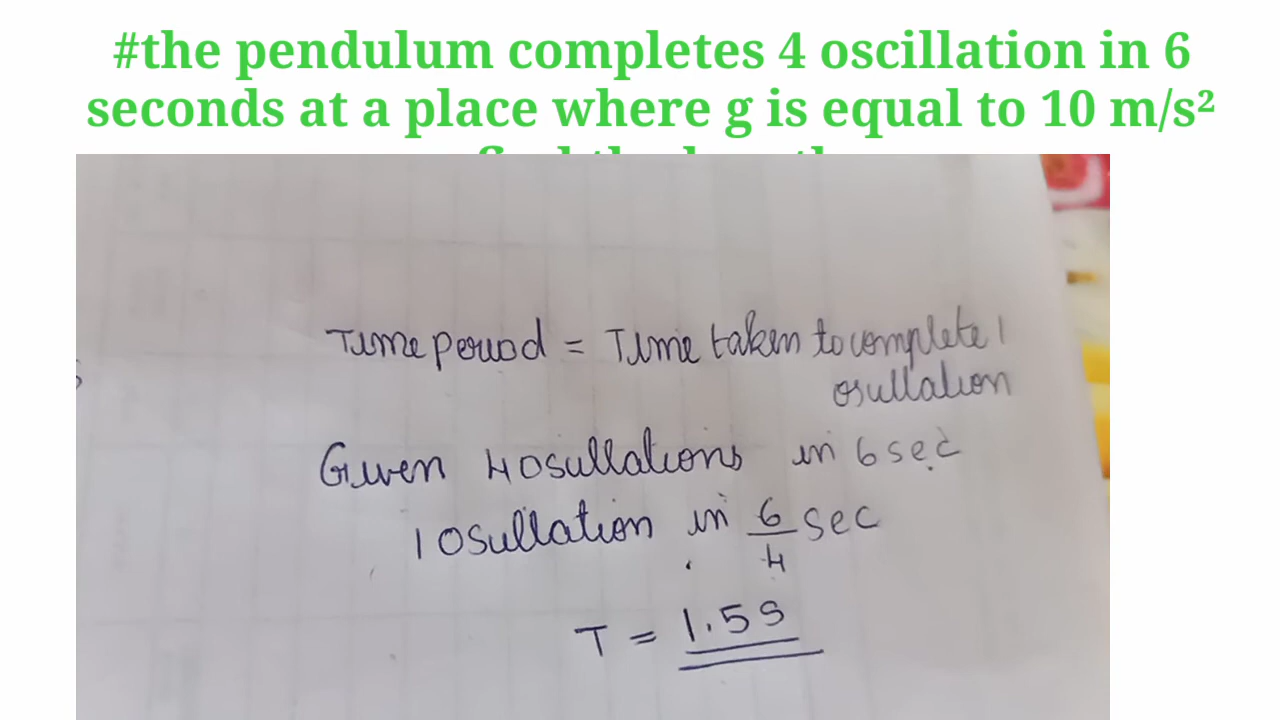 #the pendulum completes 4 oscillation in 6
seconds at a place where g is equal to 10 m/s²
Time period = Time taken to complete 1
oscillation
Given 4 oscillations in 6 sec
1 Oscillation in 6/4 sec
T = 1.5 s